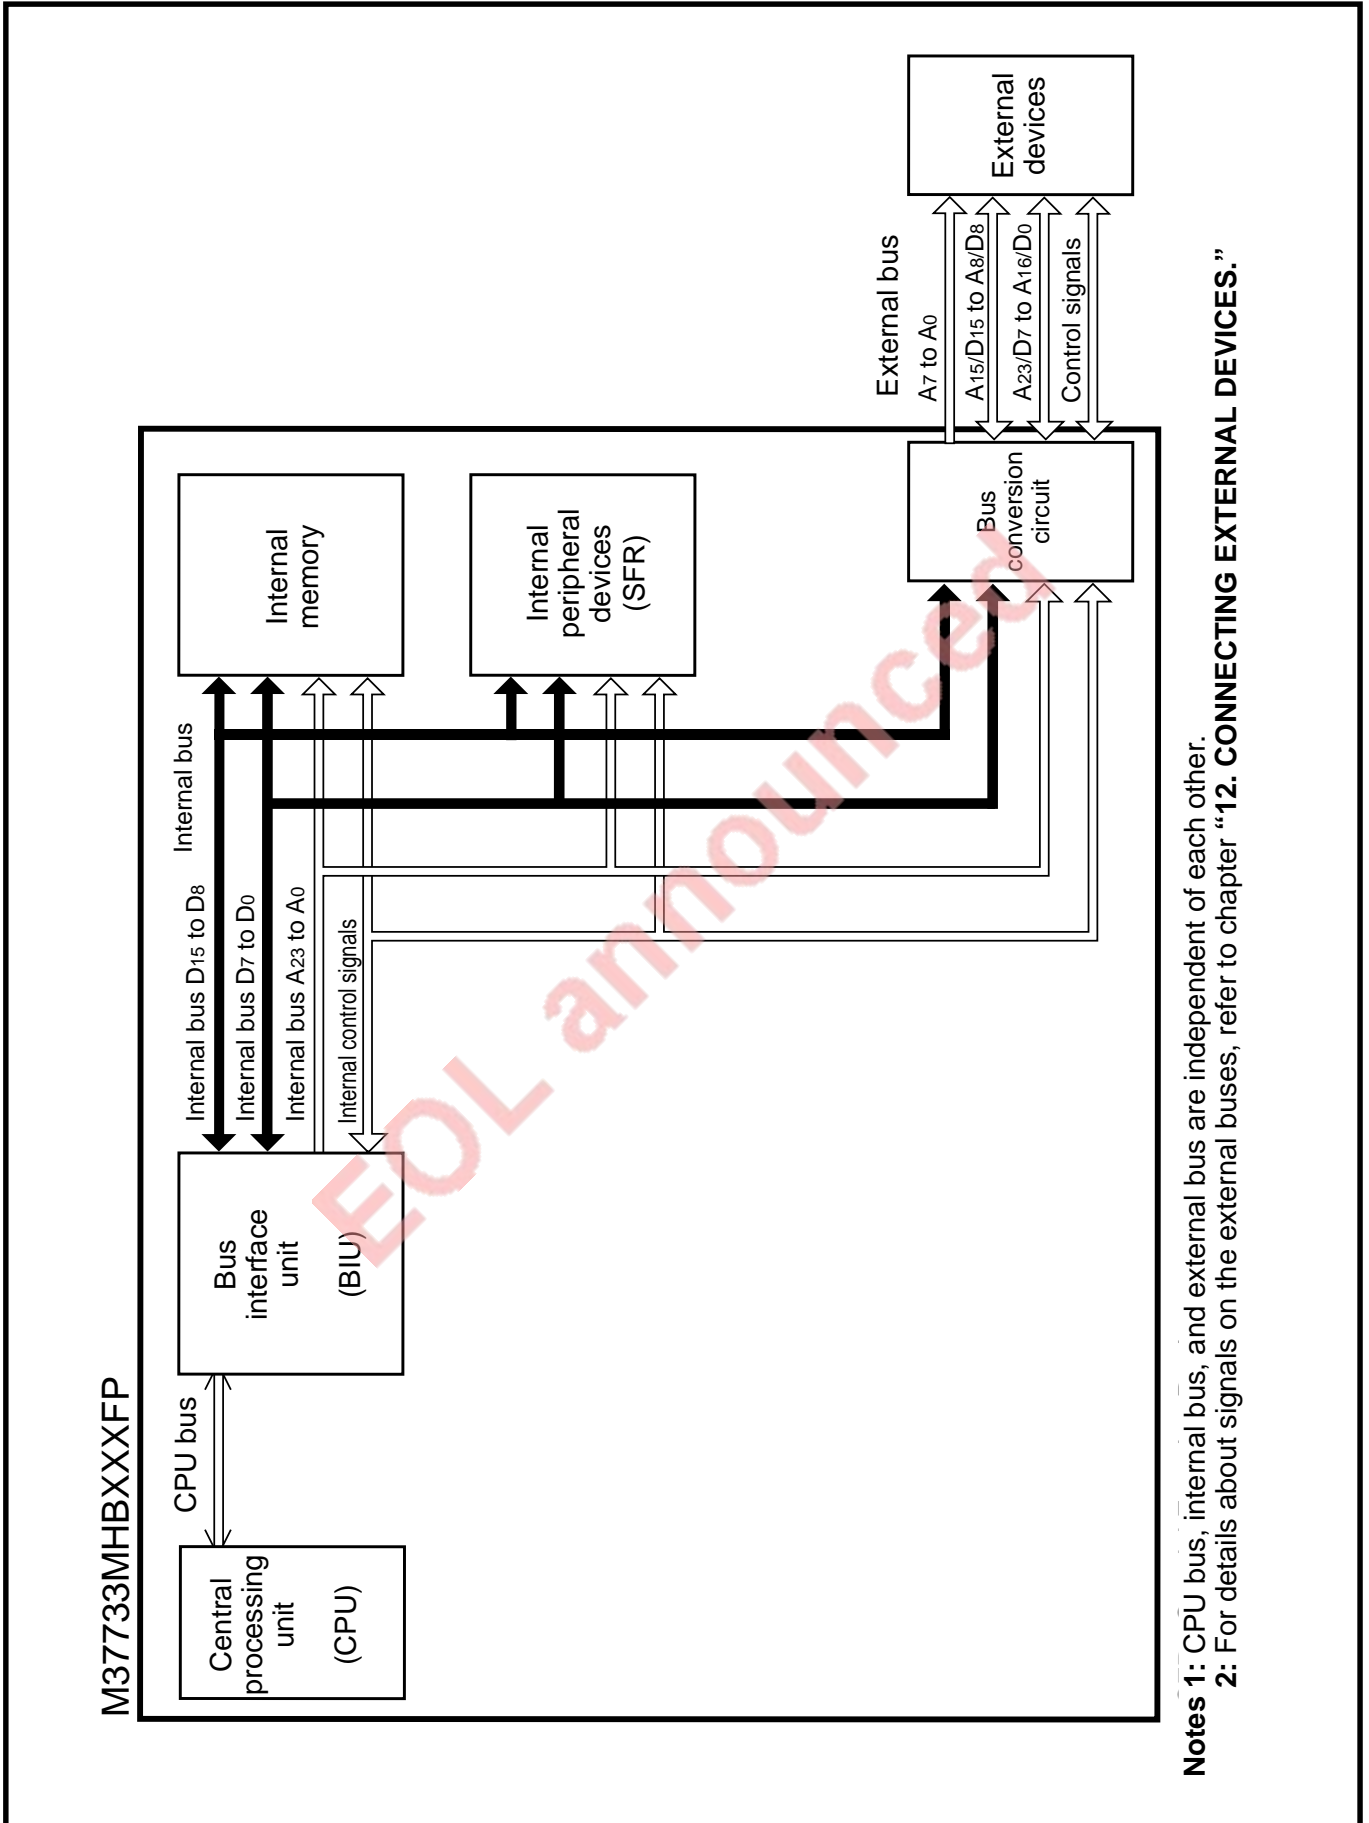 M37733MHBXXXFP
Central
processing
unit
(CPU)
CPU bus
Bus
interface
unit
(BIU)
Internal bus
Internal bus D15 to D8
Internal bus D7 to D0
Internal bus A23 to A0
Internal control signals
Internal
memory
Internal
peripheral
devices
(SFR)
Bus
conversion
circuit
External bus
A7 to A0
A15/D15 to A8/D8
A23/D7 to A16/D0
Control signals
External
devices
Notes 1: CPU bus, internal bus, and external bus are independent of each other.
2: For details about signals on the external buses, refer to chapter “12. CONNECTING EXTERNAL DEVICES.”
EOL announced